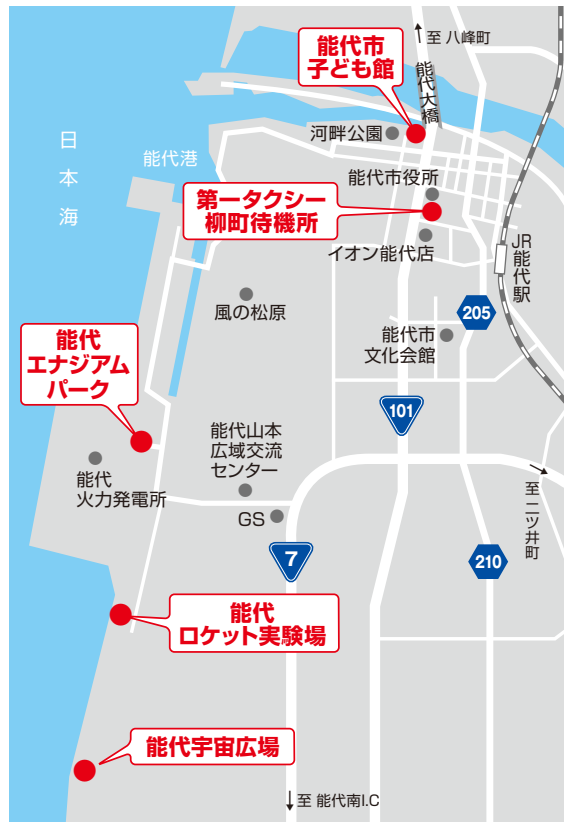 至 八峰町
能代市
子ども館
能代大橋
河畔公園
日本海
能代港
能代市役所
第一タクシー
柳町待機所
イオン能代店
JR能代駅
風の松原
205
能代市
文化会館
能代
エナジアム
パーク
101
能代山本
広域交流
センター
能代
火力発電所
至 二ツ井町
GS
7
210
能代
ロケット実験場
能代宇宙広場
至 能代南I.C